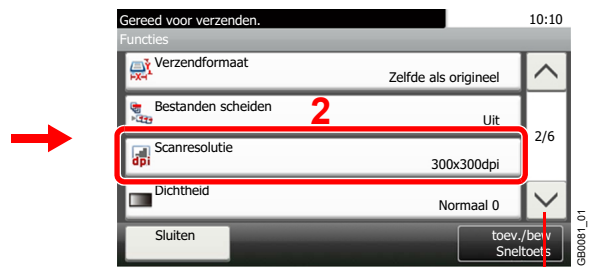 Gereed voor verzenden. 10:10
Functies
Verzendformaat
Zelfde als origineel
Bestanden scheiden
2
Uit
2/6
Scanresolutie
dpi
300x300dpi
Dichtheid
Normaal 0
Sluiten
toev./bew
Sneltoets
GB0081_01